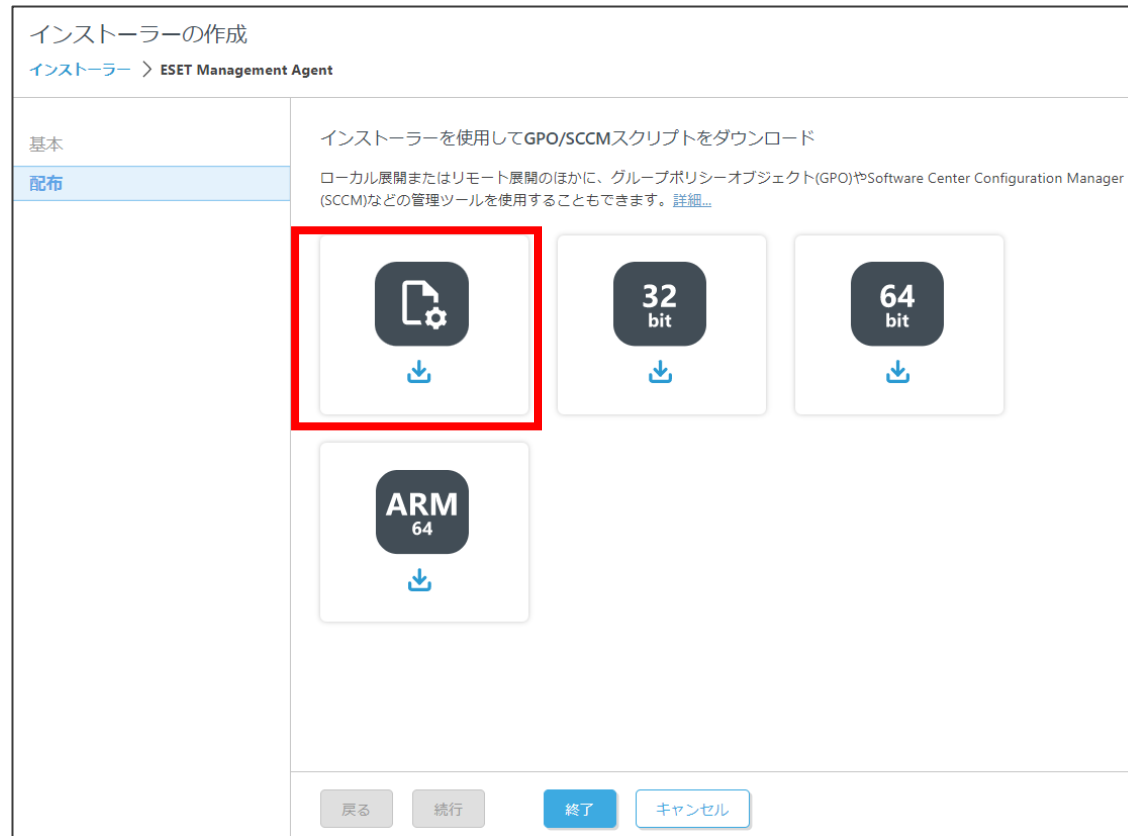 インストーラーの作成
インストーラー > ESET Management Agent
基本
配布
インストーラーを使用してGPO/SCCMスクリプトをダウンロード
ローカル展開またはリモート展開のほかに、グループポリシーオブジェクト(GPO)やSoftware Center Configuration Manager
(SCCM)などの管理ツールを使用することもできます。詳細...
32
bit
64
bit
ARM
64
戻る
続行
終了
キャンセル